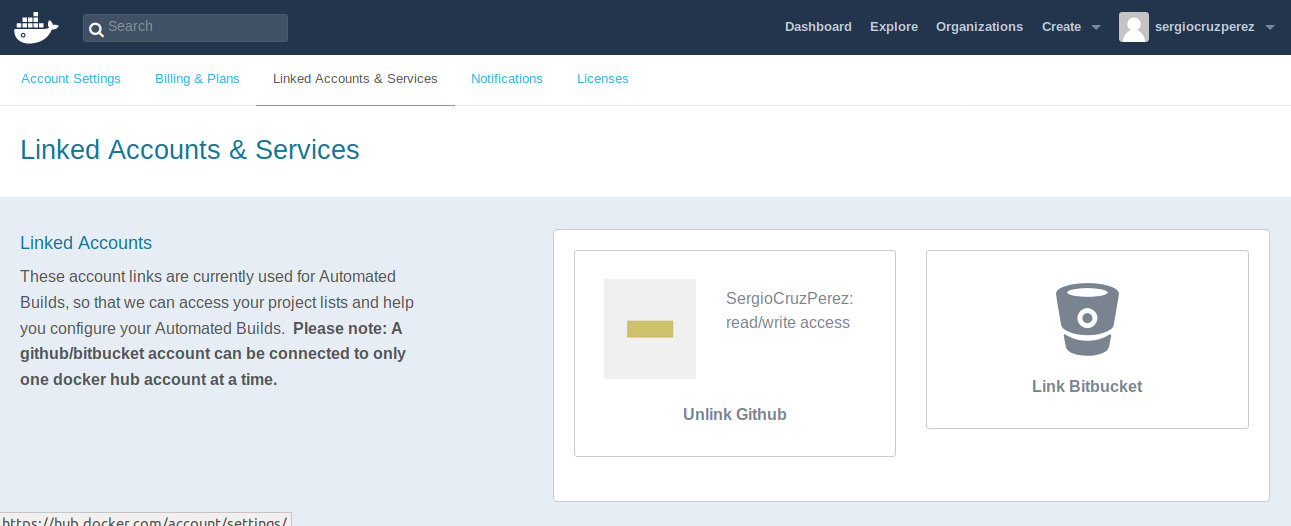 Search
Dashboard Explore Organizations Create sergiocruzperez
Account Settings Billing & Plans Linked Accounts & Services Notifications Licenses
Linked Accounts & Services
Linked Accounts
These account links are currently used for Automated
Builds, so that we can access your project lists and help
you configure your Automated Builds. Please note: A
github/bitbucket account can be connected to only
one docker hub account at a time.
SergioCruzPerez:
read/write access
Unlink Github
Link Bitbucket
https://hub.docker.com/account/settings/